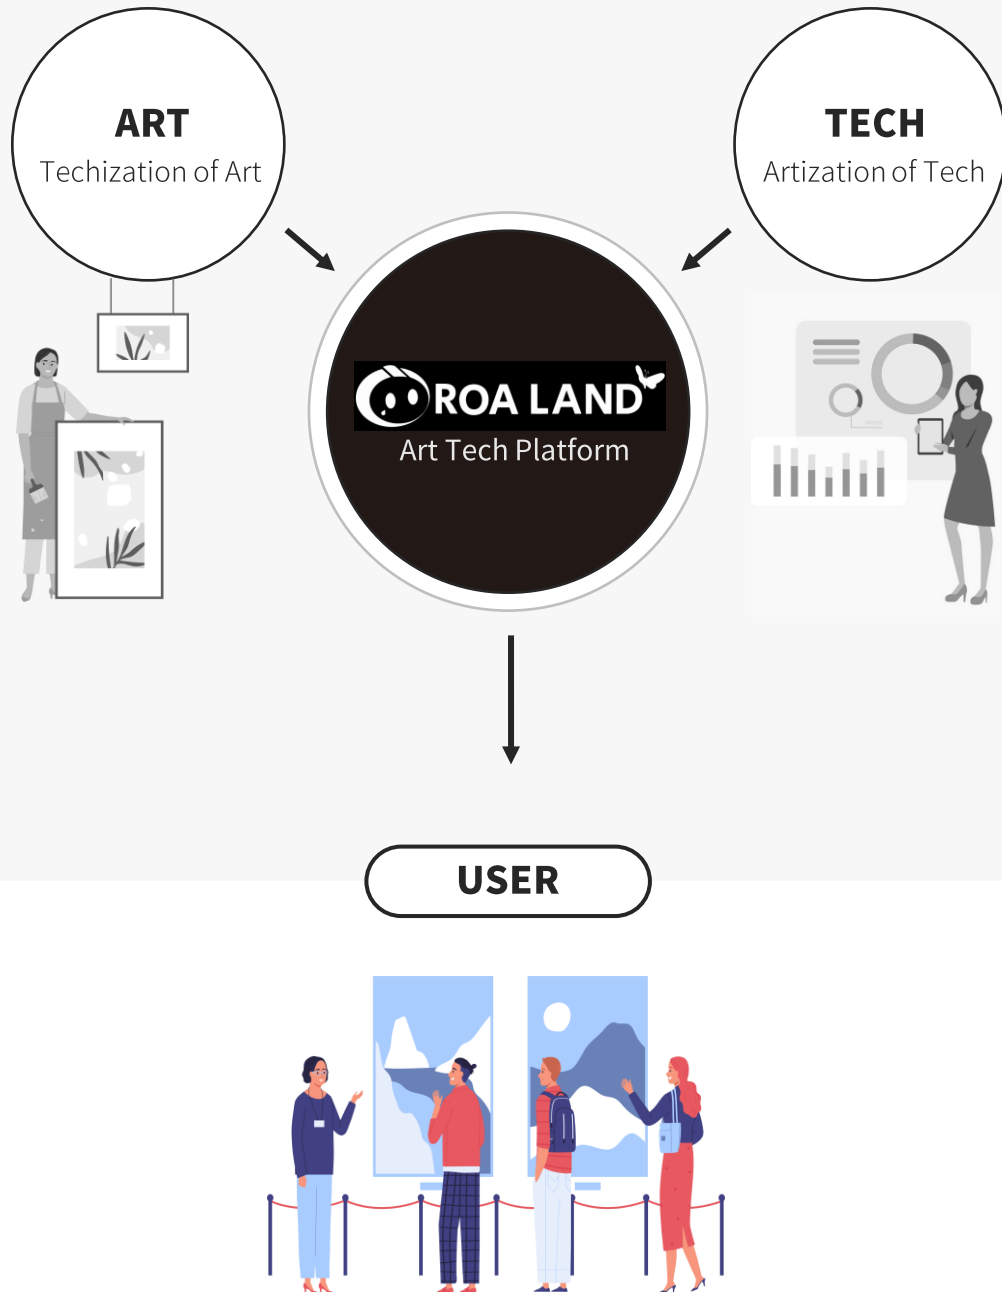 ART
Techization of Art
TECH
Artization of Tech
ROA LAND
Art Tech Platform
USER